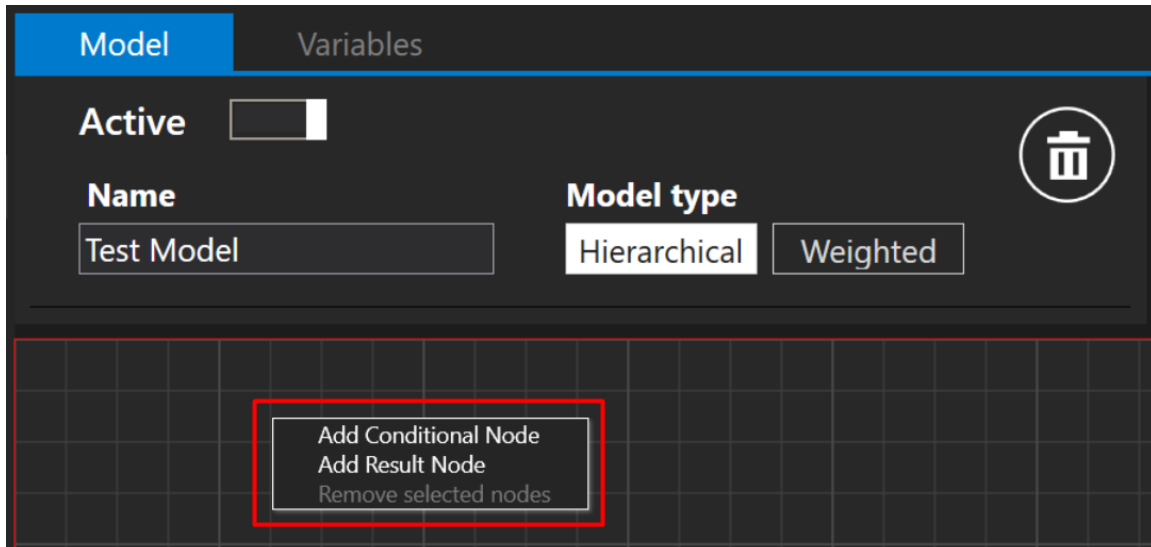 Model Variables
Active
Name Model type
Test Model Hierarchical Weighted
Add Conditional Node
Add Result Node
Remove selected nodes